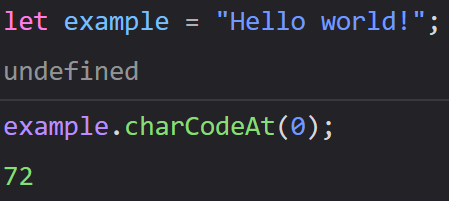 let example = "Hello world!";
undefined
example.charCodeAt(0);
72